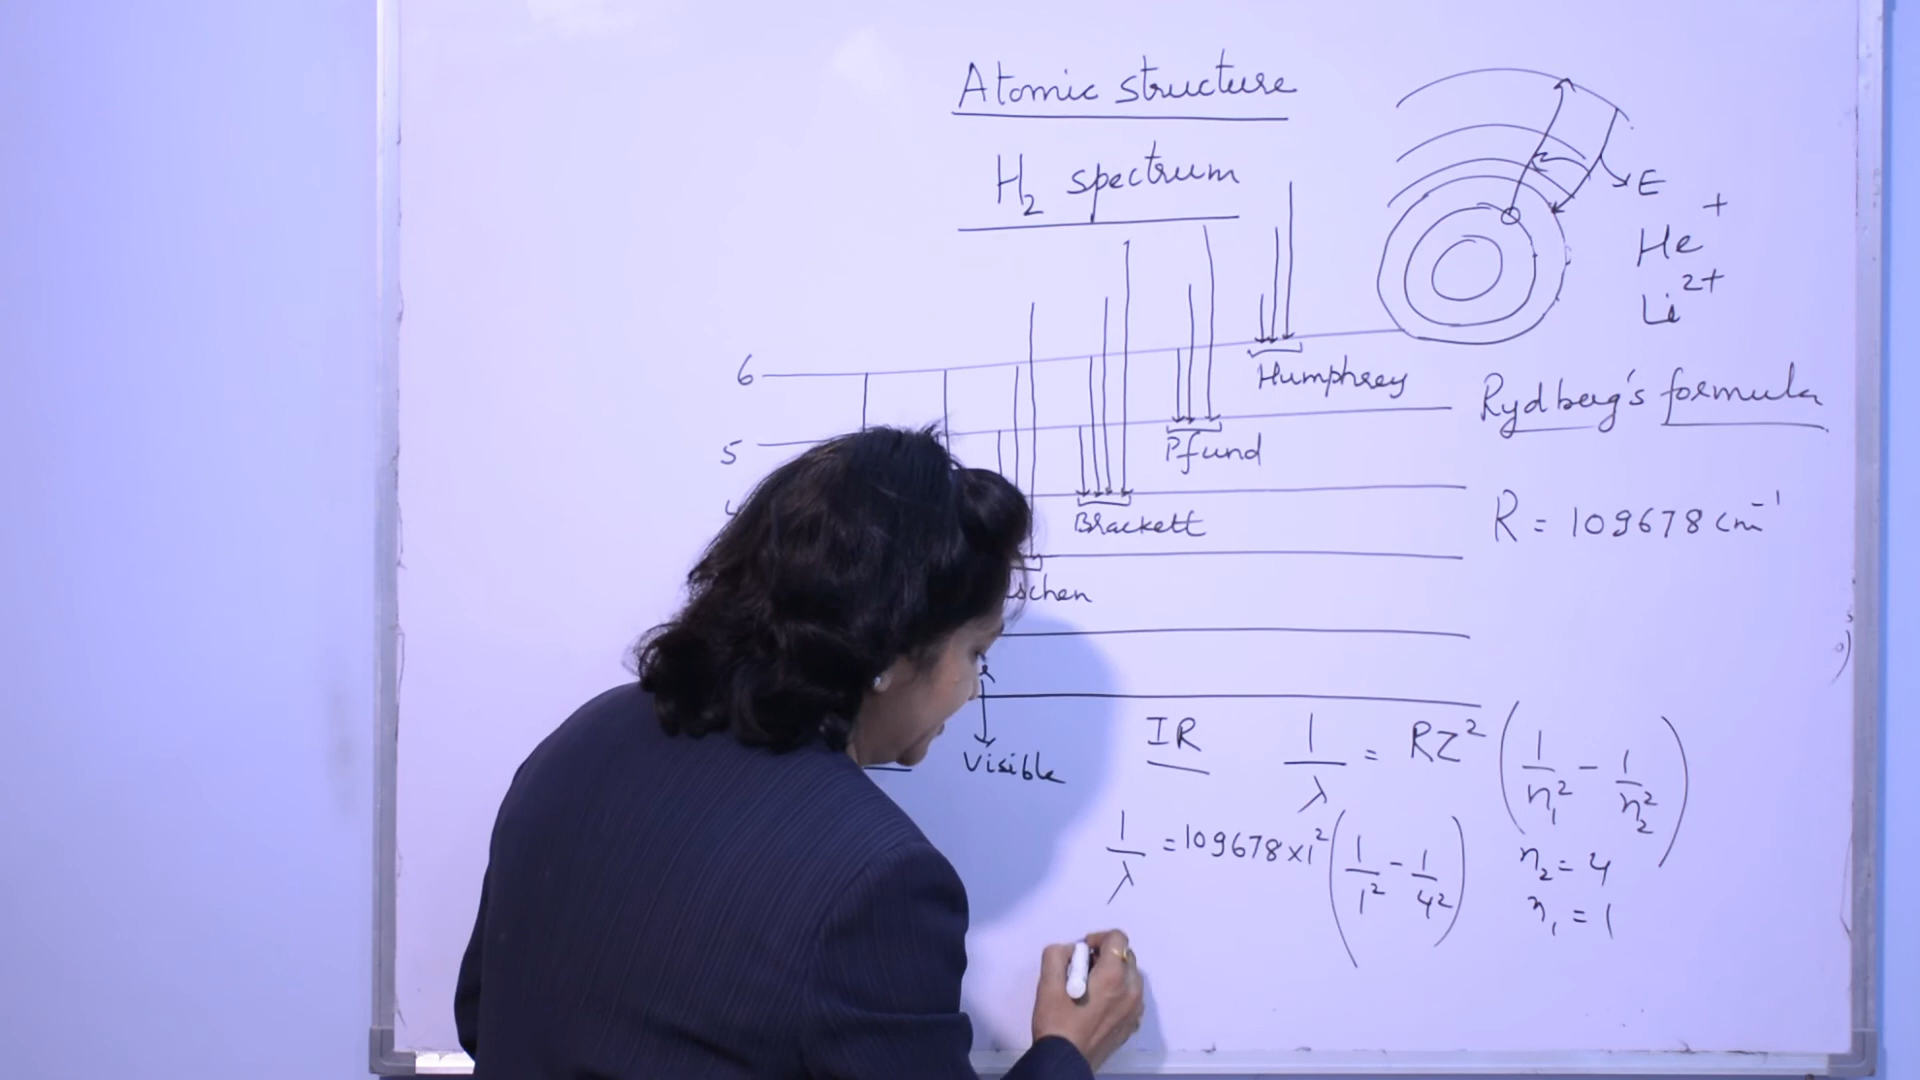 Atomic structure
H₂ spectrum
E
He⁺
Li²⁺
6
5
4
Humphrey
Pfund
Brackett
schen
Rydberg's formula
R = 109678 cm⁻¹
Visible
IR
1/λ = RZ² (1/n₁² - 1/n₂²)
1/λ = 109678 × 1² (1/1² - 1/4²)
n₂ = 4
n₁ = 1